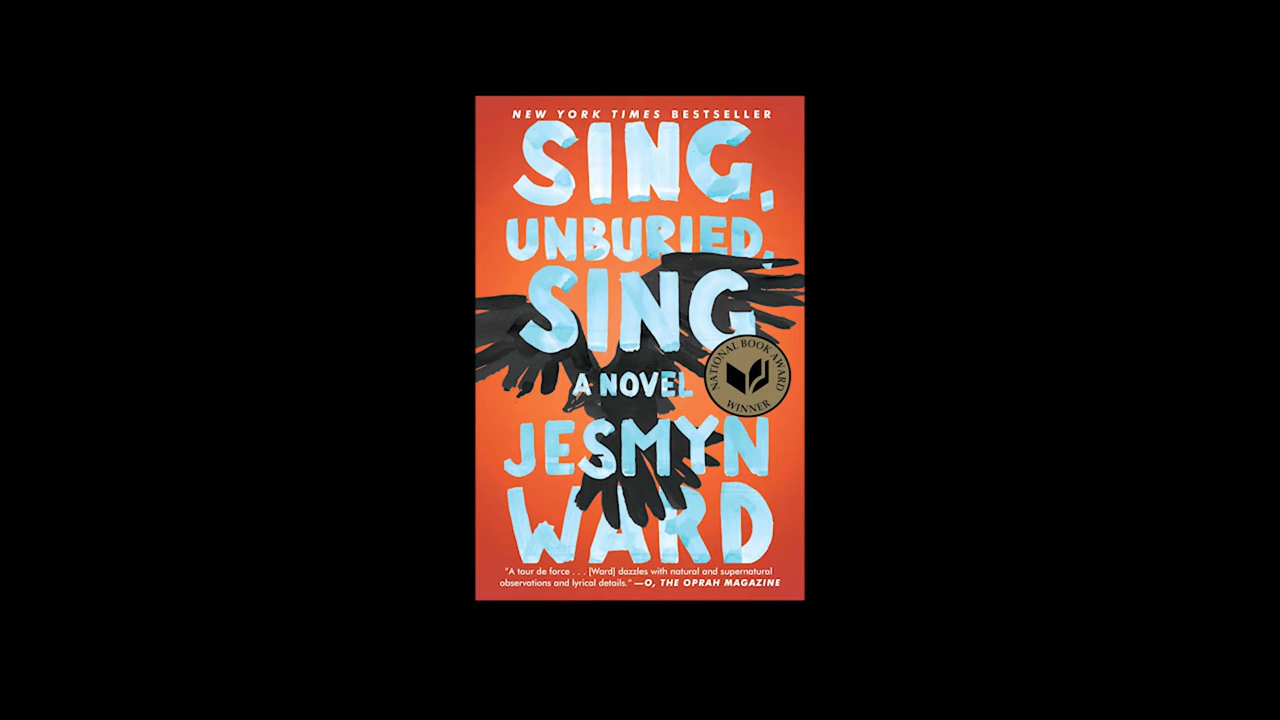 NEW YORK TIMES BESTSELLER
SING,
UNBURIED,
SING
A NOVEL
NATIONAL BOOK AWARD
WINNER
JESMYN
WARD
"A tour de force . . . [Ward] dazzles with natural and supernatural
observations and lyrical details." —O, THE OPRAH MAGAZINE